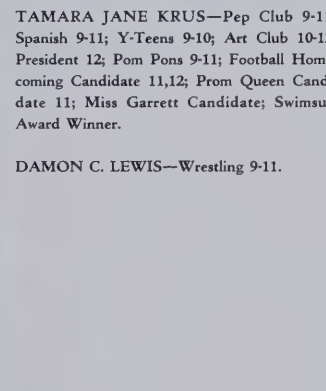 TAMARA JANE KRUS—Pep Club 9-1
Spanish 9-11; Y-Teens 9-10; Art Club 10-1
President 12; Pom Pons 9-11; Football Hom
coming Candidate 11,12; Prom Queen Cand
date 11; Miss Garrett Candidate; Swimsu
Award Winner.
DAMON C. LEWIS—Wrestling 9-11.